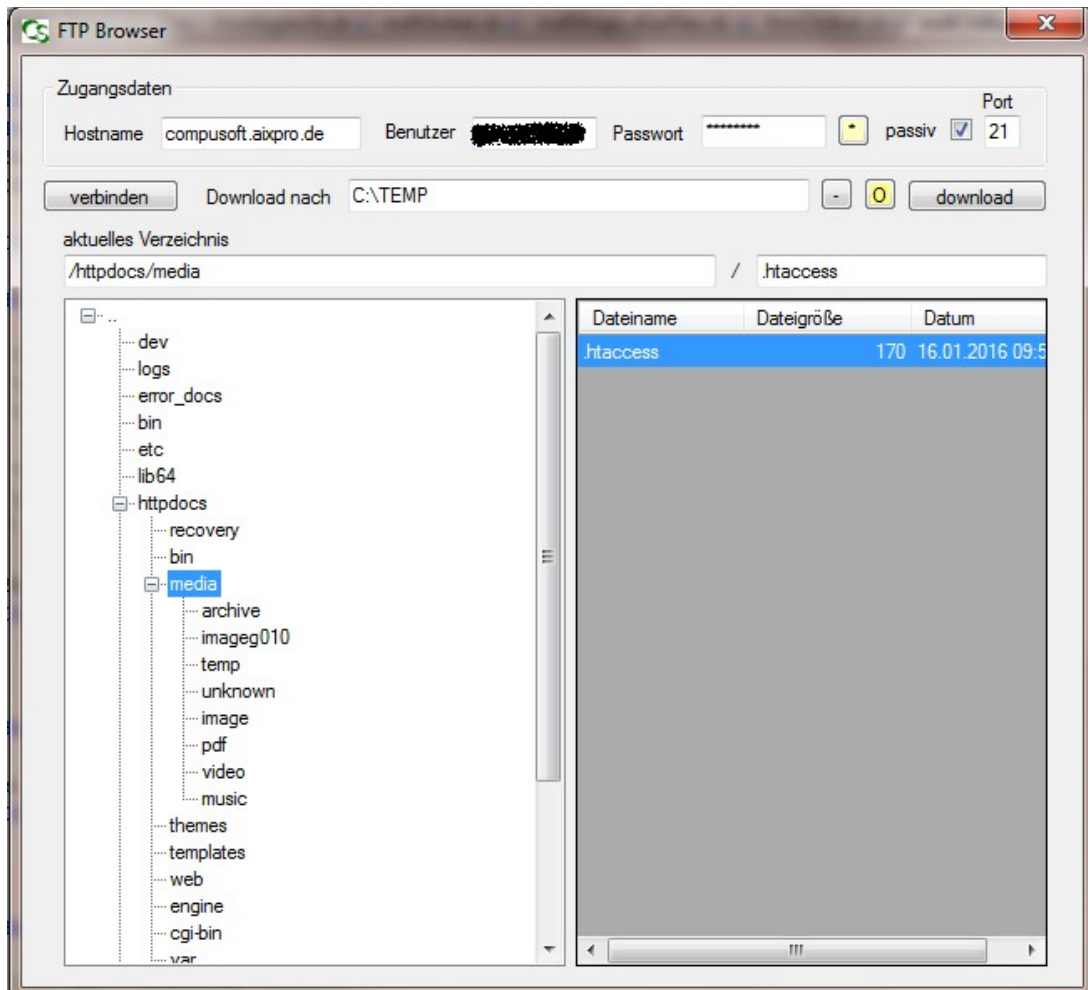 FTP Browser
Zugangsdaten
Port
Hostname compusoft.aixpro.de Benutzer Passwort ******** * passiv 21
verbinden Download nach C:\TEMP - O download
aktuelles Verzeichnis
/httpdocs/media / .htaccess
..
dev
logs
error_docs
bin
etc
lib64
httpdocs
recovery
bin
media
archive
imageg010
temp
unknown
image
pdf
video
music
themes
templates
web
engine
cgi-bin
var
Dateiname Dateigröße Datum
.htaccess 170 16.01.2016 09:5